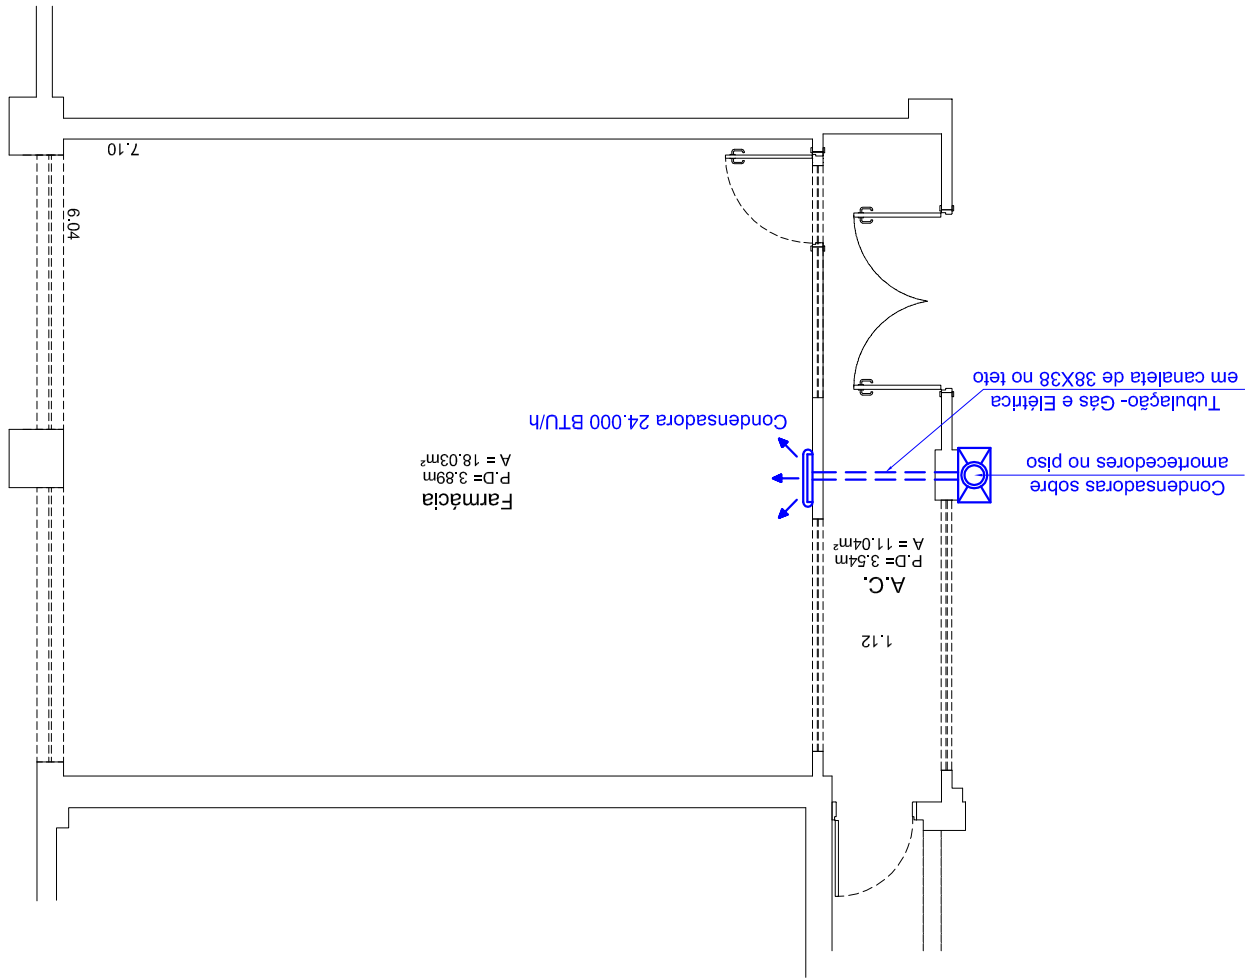 Condensadoras sobre
amortecedores no piso
Tubulação- Gás e Elétrica
em canaleta de 38X38 no teto
A.C.
P.D= 3.54m
A = 11.04m²
1.12
Farmácia
P.D= 3.89m
A = 18.03m²
Condensadora 24.000 BTU/h
6.04
7.10